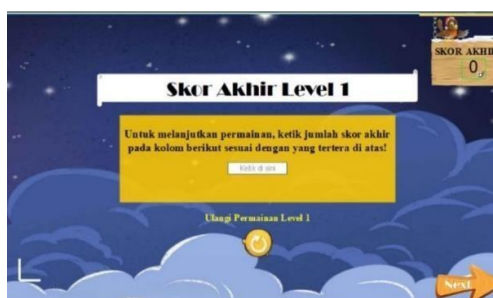 SKOR AKHIR
0
Skor Akhir Level 1
Untuk melanjutkan permainan, ketik jumlah skor akhir
pada kolom berikut sesuai dengan yang tertera di atas!
Ketik di sini
Ulangi Permainan Level 1
Next